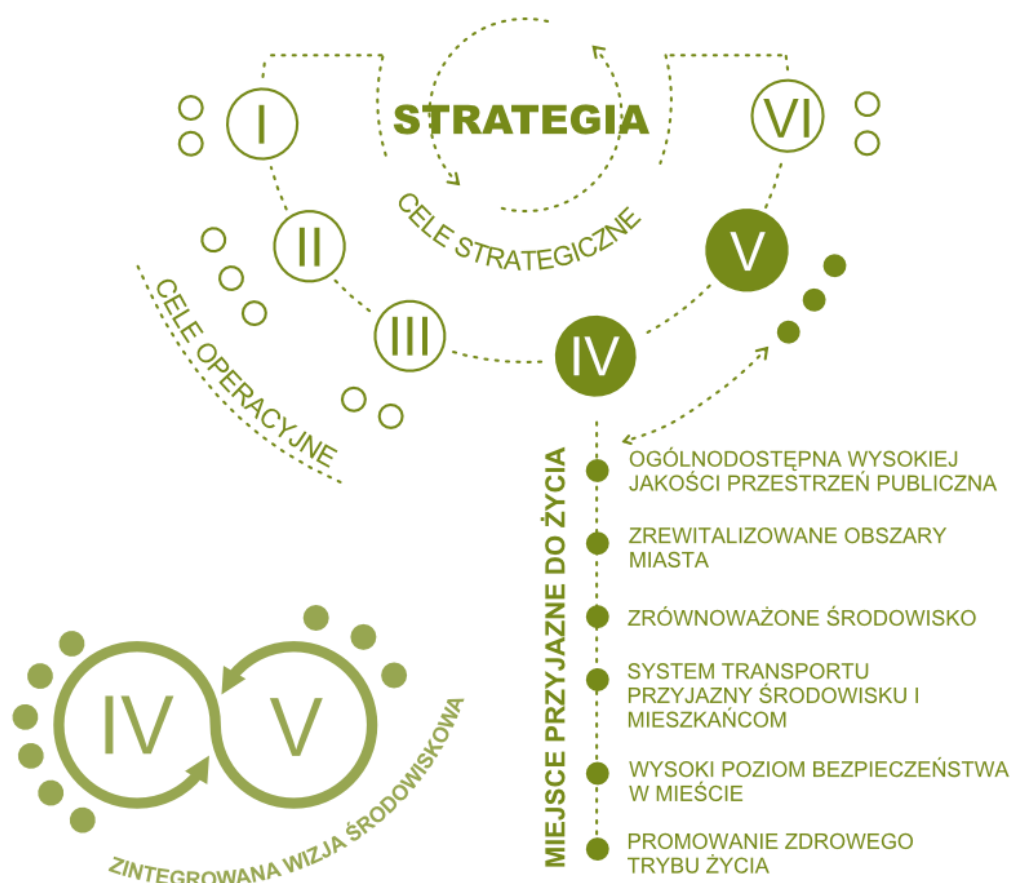 STRATEGIA
I
VI
CELE STRATEGICZNE
II
V
III
IV
CELE OPERACYJNE
MIEJSCE PRZYJAZNE DO ŻYCIA
OGÓLNODOSTĘPNA WYSOKIEJ
JAKOŚCI PRZESTRZEŃ PUBLICZNA
ZREWITALIZOWANE OBSZARY
MIASTA
ZRÓWNOWAŻONE ŚRODOWISKO
SYSTEM TRANSPORTU
PRZYJAZNY ŚRODOWISKU I
MIESZKAŃCOM
WYSOKI POZIOM BEZPIECZEŃSTWA
W MIEŚCIE
PROMOWANIE ZDROWEGO
TRYBU ŻYCIA
IV
V
ZINTEGROWANA WIZJA ŚRODOWISKOWA